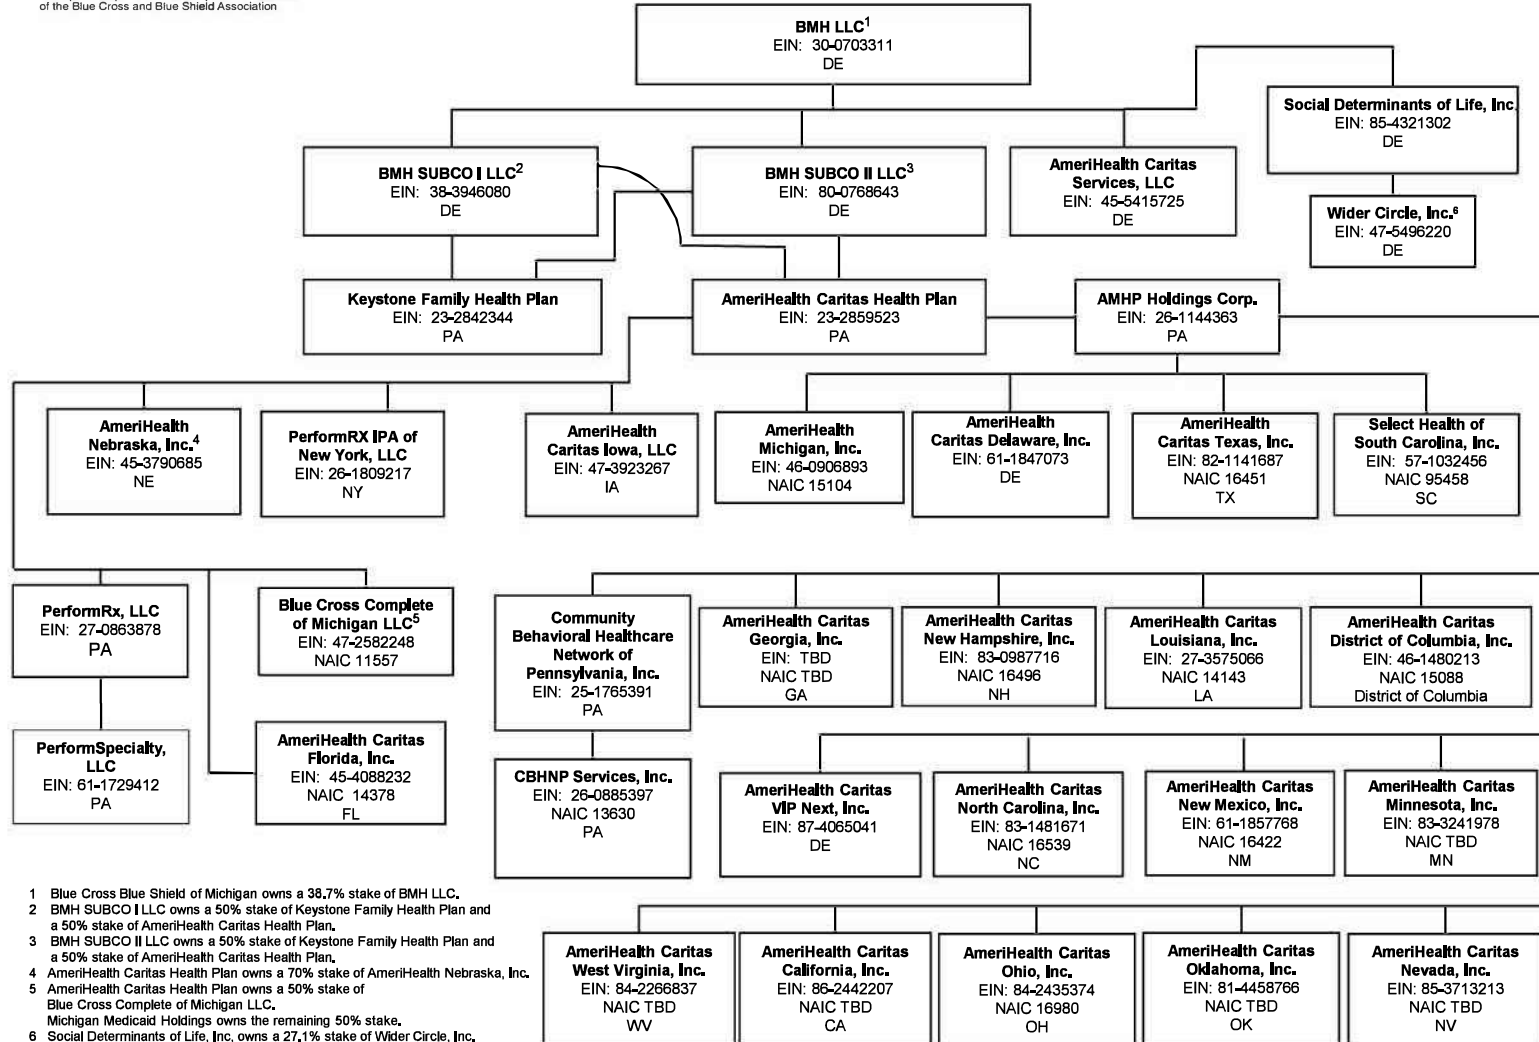 of the Blue Cross and Blue Shield Association
BMH LLC1
EIN: 30-0703311
DE
Social Determinants of Life, Inc.
EIN: 85-4321302
DE
BMH SUBCO I LLC2
EIN: 38-3946080
DE
BMH SUBCO II LLC3
EIN: 80-0768643
DE
AmeriHealth Caritas
Services, LLC
EIN: 45-5415725
DE
Wider Circle, Inc.6
EIN: 47-5496220
DE
Keystone Family Health Plan
EIN: 23-2842344
PA
AmeriHealth Caritas Health Plan
EIN: 23-2859523
PA
AMHP Holdings Corp.
EIN: 26-1144363
PA
AmeriHealth
Nebraska, Inc.4
EIN: 45-3790685
NE
PerformRX IPA of
New York, LLC
EIN: 26-1809217
NY
AmeriHealth
Caritas Iowa, LLC
EIN: 47-3923267
IA
AmeriHealth
Michigan, Inc.
EIN: 46-0906893
NAIC 15104
AmeriHealth
Caritas Delaware, Inc.
EIN: 61-1847073
DE
AmeriHealth
Caritas Texas, Inc.
EIN: 82-1141687
NAIC 16451
TX
Select Health of
South Carolina, Inc.
EIN: 57-1032456
NAIC 95458
SC
PerformRx, LLC
EIN: 27-0863878
PA
Blue Cross Complete
of Michigan LLC5
EIN: 47-2582248
NAIC 11557
Community
Behavioral Healthcare
Network of
Pennsylvania, Inc.
EIN: 25-1765391
PA
AmeriHealth Caritas
Georgia, Inc.
EIN: TBD
NAIC TBD
GA
AmeriHealth Caritas
New Hampshire, Inc.
EIN: 83-0987716
NAIC 16496
NH
AmeriHealth Caritas
Louisiana, Inc.
EIN: 27-3575066
NAIC 14143
LA
AmeriHealth Caritas
District of Columbia, Inc.
EIN: 46-1480213
NAIC 15088
District of Columbia
PerformSpecialty,
LLC
EIN: 61-1729412
PA
AmeriHealth Caritas
Florida, Inc.
EIN: 45-4088232
NAIC 14378
FL
CBHNP Services, Inc.
EIN: 26-0885397
NAIC 13630
PA
AmeriHealth Caritas
VIP Next, Inc.
EIN: 87-4065041
DE
AmeriHealth Caritas
North Carolina, Inc.
EIN: 83-1481671
NAIC 16539
NC
AmeriHealth Caritas
New Mexico, Inc.
EIN: 61-1857768
NAIC 16422
NM
AmeriHealth Caritas
Minnesota, Inc.
EIN: 83-3241978
NAIC TBD
MN
1 Blue Cross Blue Shield of Michigan owns a 38.7% stake of BMH LLC.
2 BMH SUBCO I LLC owns a 50% stake of Keystone Family Health Plan and
a 50% stake of AmeriHealth Caritas Health Plan.
3 BMH SUBCO II LLC owns a 50% stake of Keystone Family Health Plan and
a 50% stake of AmeriHealth Caritas Health Plan.
4 AmeriHealth Caritas Health Plan owns a 70% stake of AmeriHealth Nebraska, Inc.
5 AmeriHealth Caritas Health Plan owns a 50% stake of
Blue Cross Complete of Michigan LLC.
Michigan Medicaid Holdings owns the remaining 50% stake.
6 Social Determinants of Life, Inc, owns a 27.1% stake of Wider Circle, Inc.
AmeriHealth Caritas
West Virginia, Inc.
EIN: 84-2266837
NAIC TBD
WV
AmeriHealth Caritas
California, Inc.
EIN: 86-2442207
NAIC TBD
CA
AmeriHealth Caritas
Ohio, Inc.
EIN: 84-2435374
NAIC 16980
OH
AmeriHealth Caritas
Oklahoma, Inc.
EIN: 81-4458766
NAIC TBD
OK
AmeriHealth Caritas
Nevada, Inc.
EIN: 85-3713213
NAIC TBD
NV